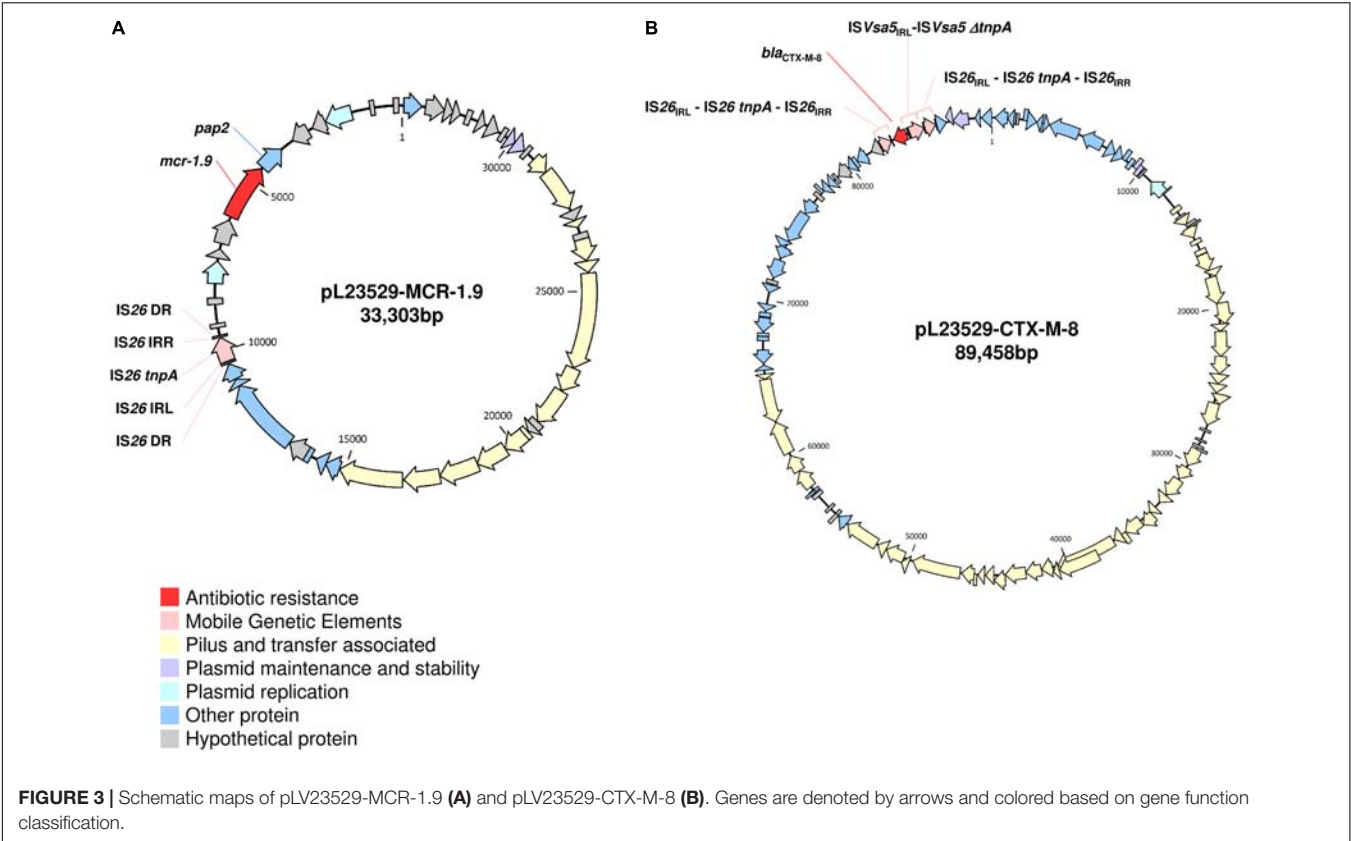 A
pap2
mcr-1.9
1
30000
5000
pL23529-MCR-1.9
33,303bp
25000
IS26 DR
IS26 IRR
10000
IS26 tnpA
IS26 IRL
IS26 DR
20000
15000
Antibiotic resistance
Mobile Genetic Elements
Pilus and transfer associated
Plasmid maintenance and stability
Plasmid replication
Other protein
Hypothetical protein
B
ISVsa5IRL-ISVsa5 ΔtnpA
blaCTX-M-8
IS26IRL - IS26 tnpA - IS26IRR
IS26IRL - IS26 tnpA - IS26IRR
1
80000
10000
70000
20000
pL23529-CTX-M-8
89,458bp
60000
30000
50000
40000
FIGURE 3 | Schematic maps of pLV23529-MCR-1.9 (A) and pLV23529-CTX-M-8 (B). Genes are denoted by arrows and colored based on gene function
classification.